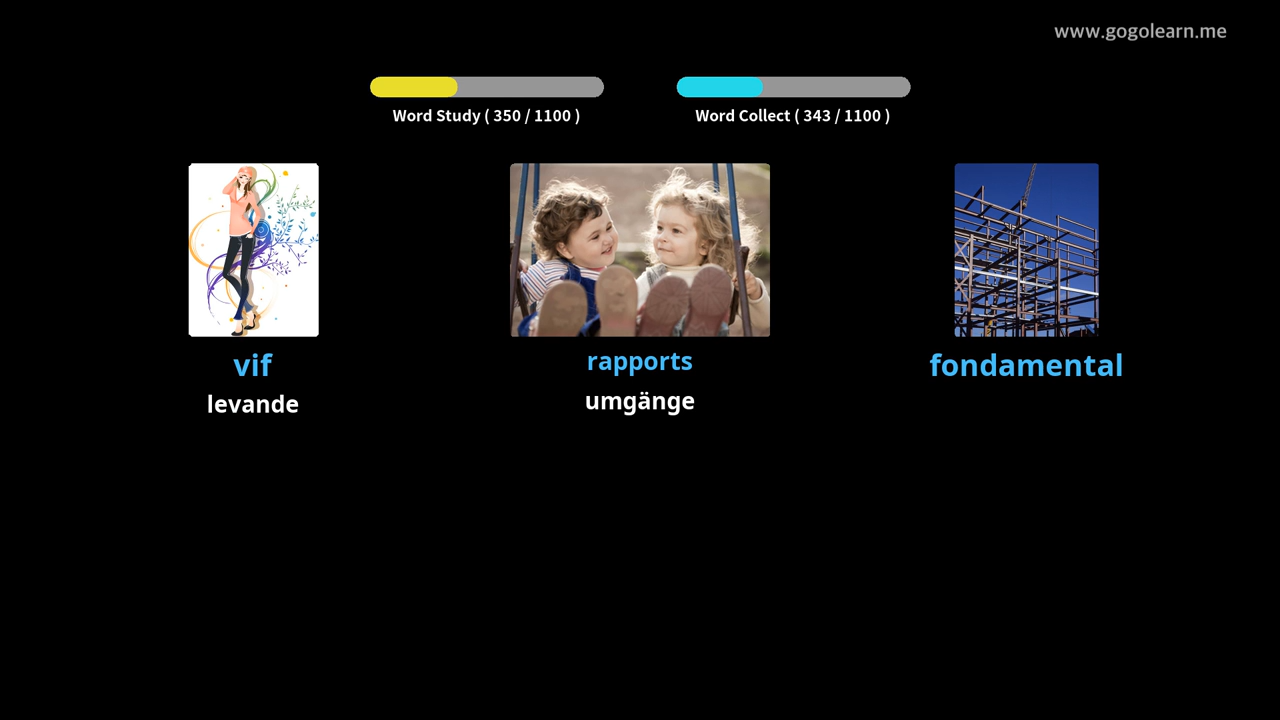 www.gogolearn.me
Word Study ( 350 / 1100 )
Word Collect ( 343 / 1100 )
vif
levande
rapports
umgänge
fondamental